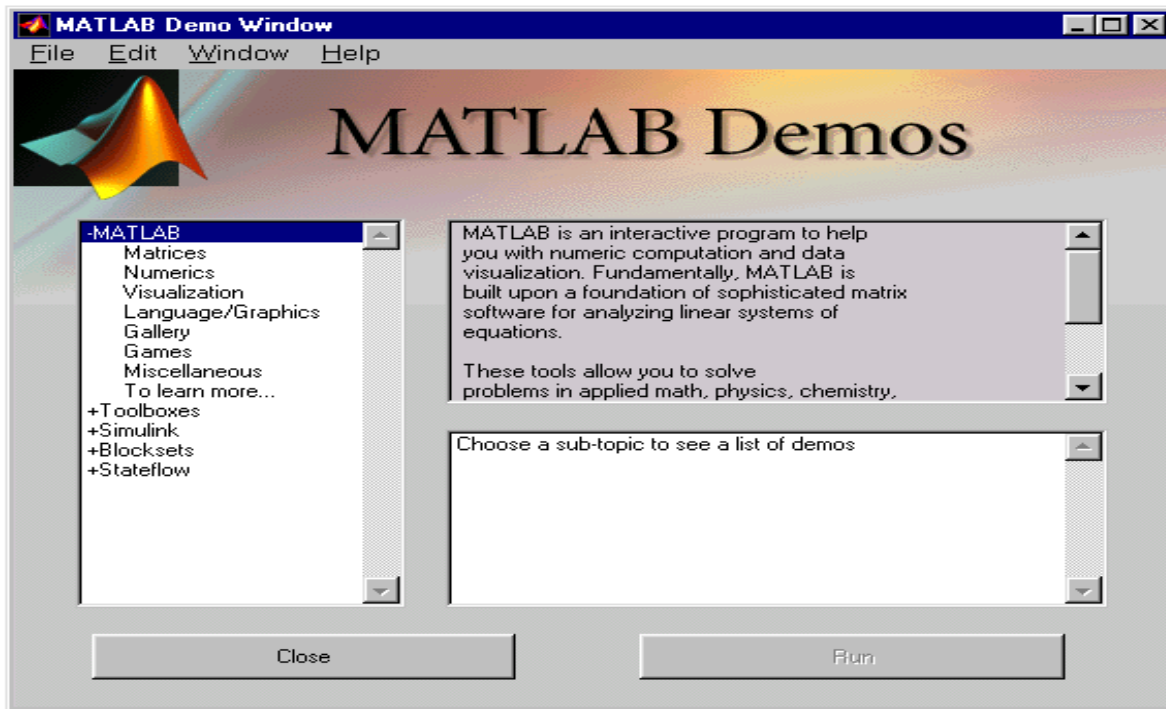 MATLAB Demo Window
File Edit Window Help
MATLAB Demos
-MATLAB
Matrices
Numerics
Visualization
Language/Graphics
Gallery
Games
Miscellaneous
To learn more...
+Toolboxes
+Simulink
+Blocksets
+Stateflow
MATLAB is an interactive program to help
you with numeric computation and data
visualization. Fundamentally, MATLAB is
built upon a foundation of sophisticated matrix
software for analyzing linear systems of
equations.
These tools allow you to solve
problems in applied math, physics, chemistry,
Choose a sub-topic to see a list of demos
Close
Run